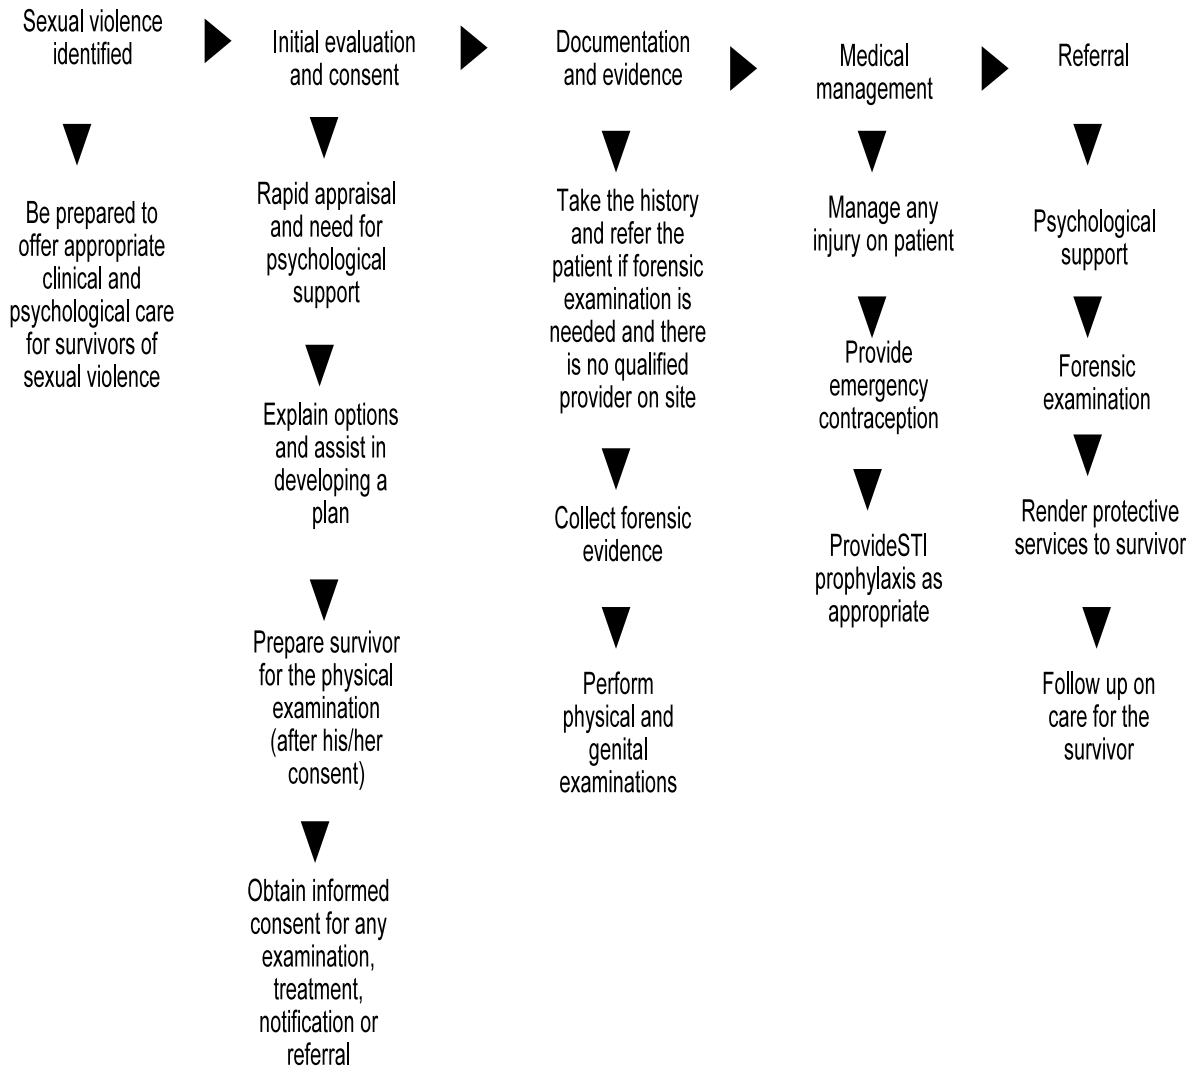 Sexual violence
identified
Be prepared to
offer appropriate
clinical and
psychological care
for survivors of
sexual violence
Initial evaluation
and consent
Rapid appraisal
and need for
psychological
support
Explain options
and assist in
developing a
plan
Prepare survivor
for the physical
examination
(after his/her
consent)
Obtain informed
consent for any
examination,
treatment,
notification or
referral
Documentation
and evidence
Take the history
and refer the
patient if forensic
examination is
needed and there
is no qualified
provider on site
Collect forensic
evidence
Perform
physical and
genital
examinations
Medical
management
Manage any
injury on patient
Provide
emergency
contraception
ProvideSTI
prophylaxis as
appropriate
Referral
Psychological
support
Forensic
examination
Render protective
services to survivor
Follow up on
care for the
survivor